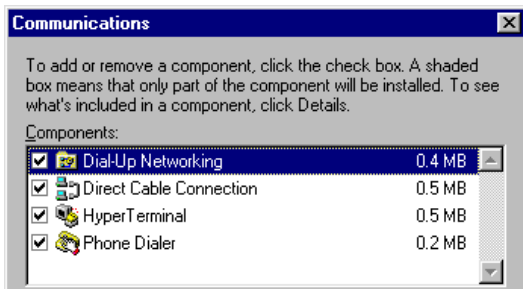 Communications
To add or remove a component, click the check box. A shaded
box means that only part of the component will be installed. To see
what's included in a component, click Details.
Components:
Dial-Up Networking 0.4 MB
Direct Cable Connection 0.5 MB
HyperTerminal 0.5 MB
Phone Dialer 0.2 MB